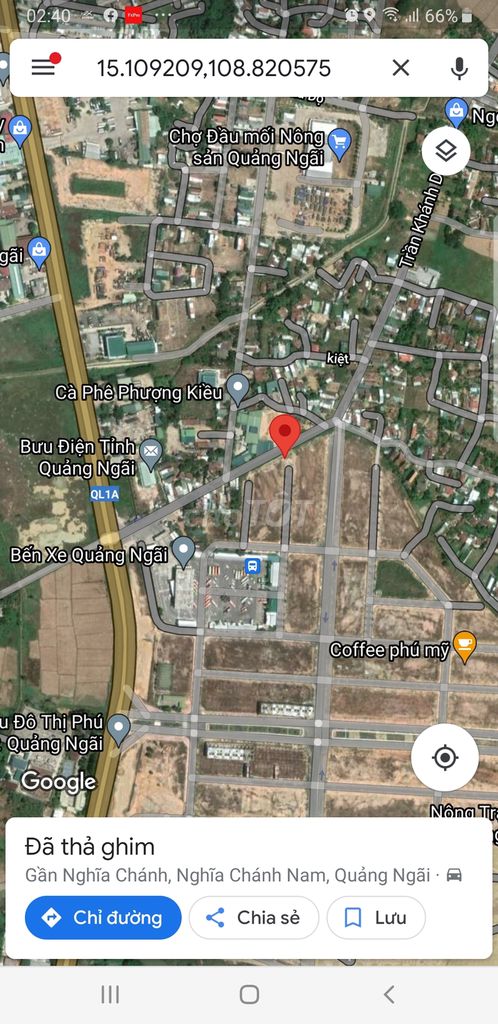 02:40
66%
15.109209,108.820575
Chợ Đầu mối Nông
sản Quảng Ngãi
Trần Khánh D
gãi
kiệt
Cà Phê Phượng Kiều
Bưu Điện Tỉnh
Quảng Ngãi
QL1A
TỐT
Bến Xe Quảng Ngãi
Coffee phú mỹ
u Đô Thị Phú
Quảng Ngãi
Google
Nông Tr
Đã thả ghim
Gần Nghĩa Chánh, Nghĩa Chánh Nam, Quảng Ngãi ·
Chỉ đường
Chia sẻ
Lưu